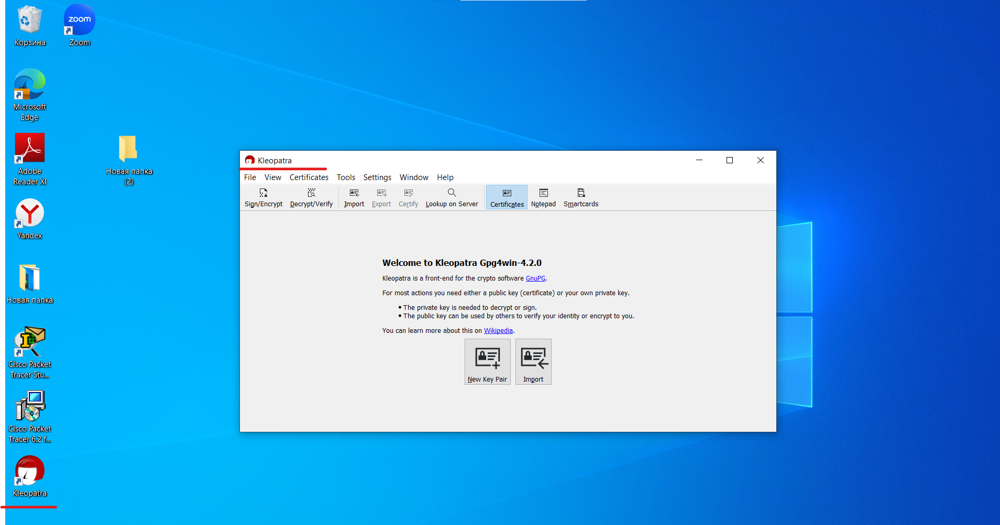 Корзина
zoom
Zoom
Microsoft
Edge
Adobe
Reader XI
Новая папка
(2)
Yandex
Новая папка
Cisco Packet
Tracer Stu...
Cisco Packet
Tracer 6.2 f...
Kleopatra
Kleopatra
File View Certificates Tools Settings Window Help
Sign/Encrypt Decrypt/Verify Import Export Certify Lookup on Server Certificates Notepad Smartcards
Welcome to Kleopatra Gpg4win-4.2.0
Kleopatra is a front-end for the crypto software GnuPG.
For most actions you need either a public key (certificate) or your own private key.
• The private key is needed to decrypt or sign.
• The public key can be used by others to verify your identity or encrypt to you.
You can learn more about this on Wikipedia.
New Key Pair Import